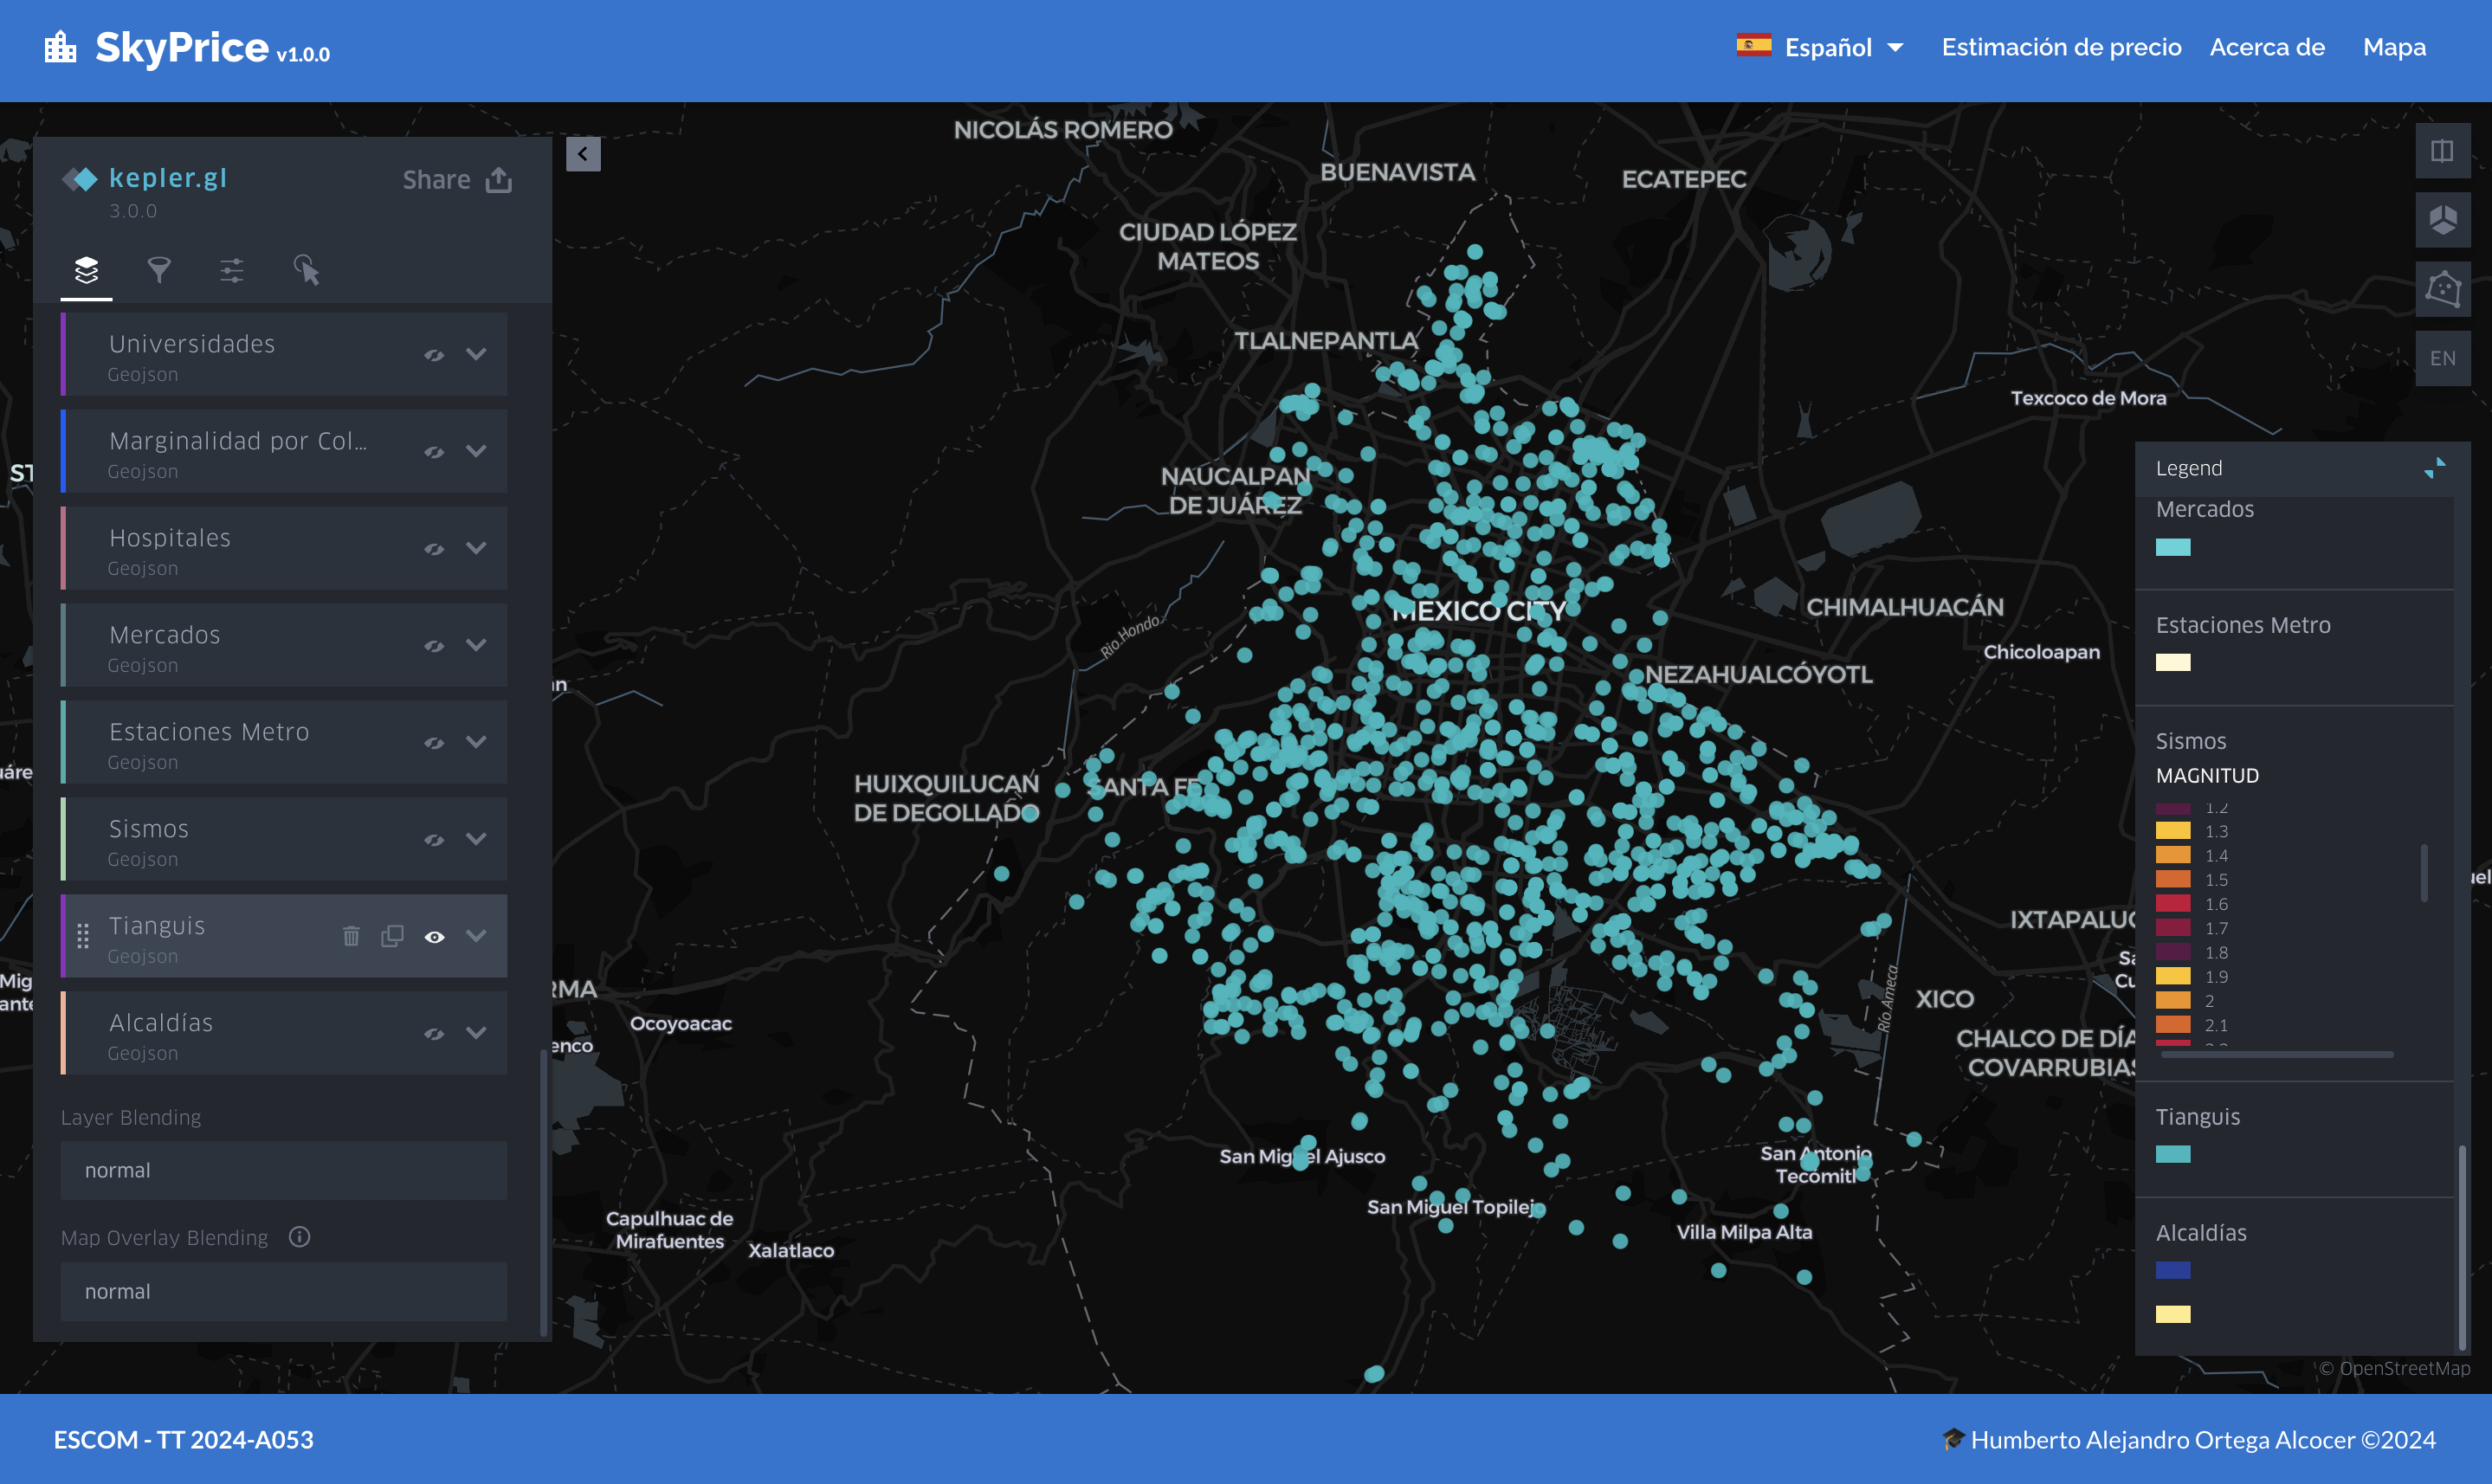 SkyPrice v1.0.0
Español
Estimación de precio
Acerca de
Mapa
kepler.gl
3.0.0
Share
Universidades
Geojson
Marginalidad por Col...
Geojson
Hospitales
Geojson
Mercados
Geojson
Estaciones Metro
Geojson
Sismos
Geojson
Tianguis
Geojson
Alcaldías
Geojson
Layer Blending
normal
Map Overlay Blending
normal
NICOLÁS ROMERO
BUENAVISTA
ECATEPEC
CIUDAD LÓPEZ
MATEOS
TLALNEPANTLA
Texcoco de Mora
NAUCALPAN
DE JUÁREZ
MEXICO CITY
CHIMALHUACÁN
Río Hondo
Chicoloapan
NEZAHUALCÓYOTL
HUIXQUILUCAN
DE DEGOLLADO
SANTA FE
IXTAPALUC
RMA
Río Ameca
XICO
Ocoyoacac
enco
CHALCO DE DÍA
COVARRUBIAS
San Miguel Ajusco
San Antonio
Tecómitl
San Miguel Topilejo
Capulhuac de
Mirafuentes
Xalatlaco
Villa Milpa Alta
EN
Legend
Mercados
Estaciones Metro
Sismos
MAGNITUD
1.2
1.3
1.4
1.5
1.6
1.7
1.8
1.9
2
2.1
Tianguis
Alcaldías
© OpenStreetMap
ESCOM - TT 2024-A053
Humberto Alejandro Ortega Alcocer ©2024